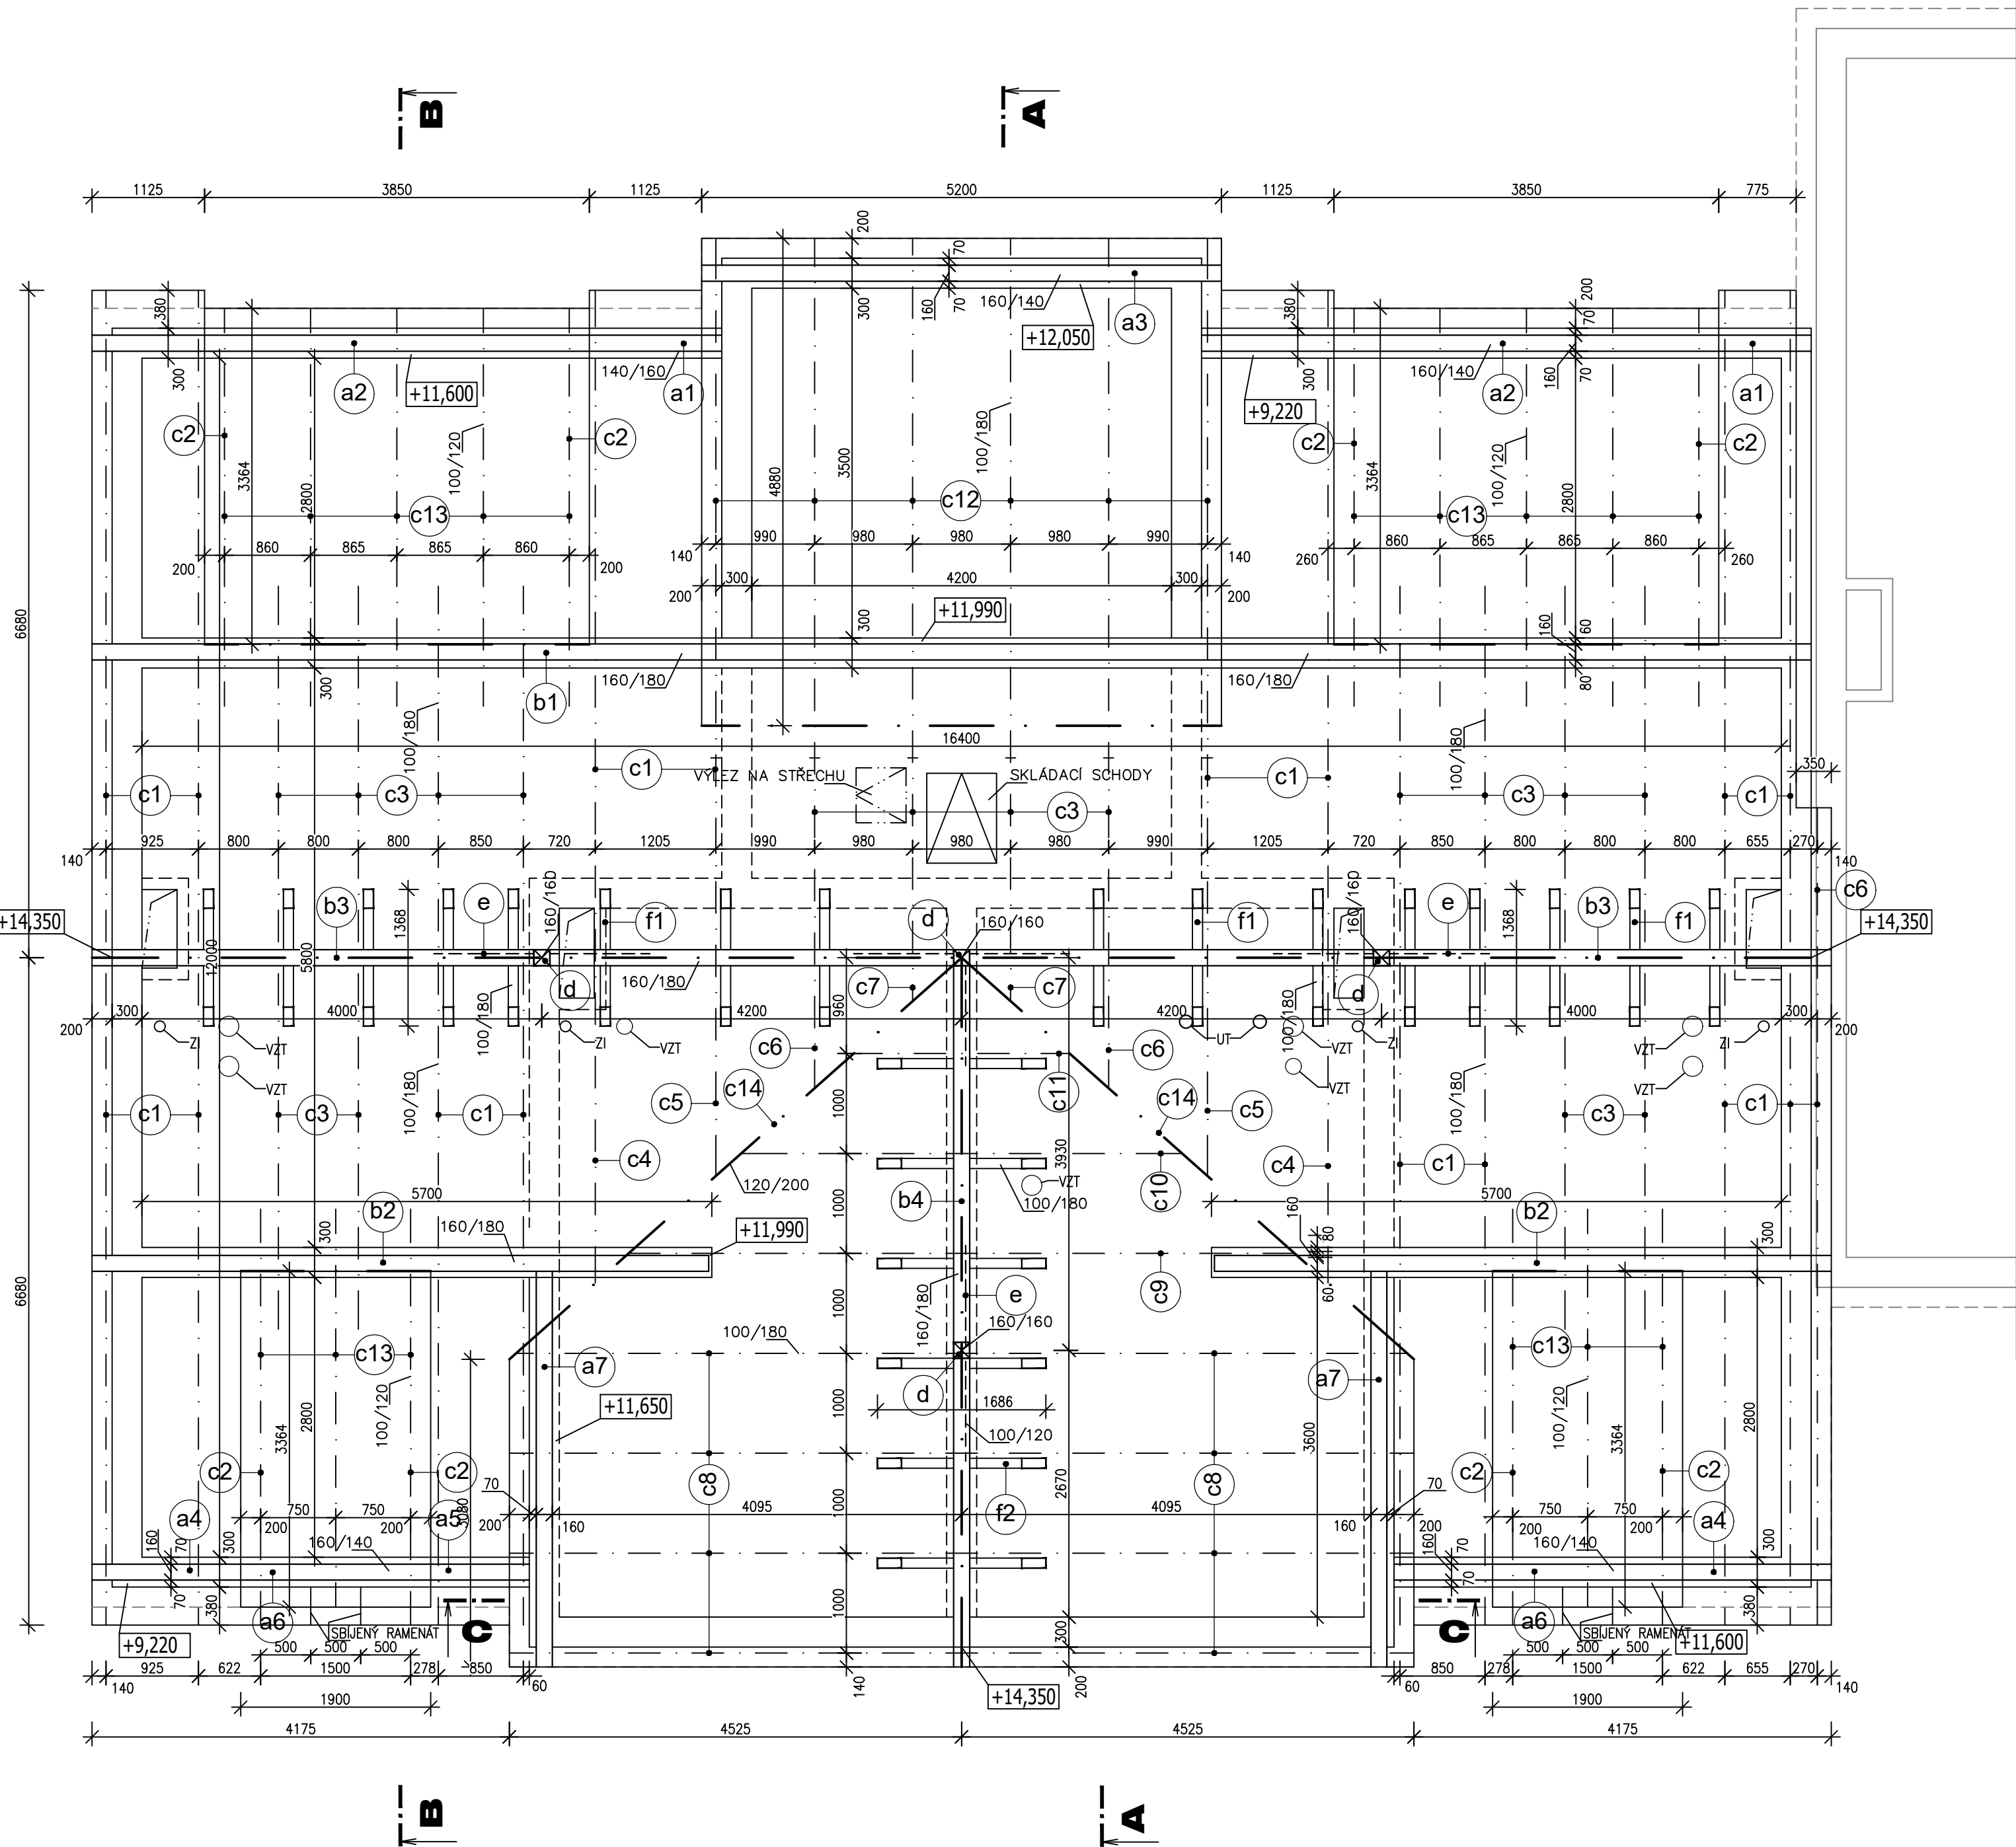 B
A
1125 3850 1125 5200 1125 3850 775
200
70
160/140
160
70
300
+12,050
a3
380
300
140/160
a2
+11,600
a1
380
300
+9,220
160/140
a2
160
70
200
70
a1
c2
c2
c2
c2
3364
2800
100/120
4880
3500
100/180
3364
100/120
2800
c13
c12
c13
860 865 865 860
200
200
990 980 980 980 990
140
140
860 865 865 860
260
260
300 4200 300
200
200
+11,990
300
160
60
80
6680
300
160/180
160/180
b1
100/180
100/180
16400
350
c1
VÝLEZ NA STŘECHU
SKLÁDACÍ SCHODY
c1
c1
c3
c3
c3
c1
925 800 800 800 850 720 1205 990 980 980 980 990 1205 720 850 800 800 800 655 270
140
140
+14,350
b3
e
160/160
f1
d
160/160
f1
160/160
e
b3
f1
c6
+14,350
1368
1368
12000
5800
160/180
d
c7
c7
d
100/180
100/180
300 4000 4200 960 4200 4000 300
200
200
ZI
VZT
VZT
ZI
VZT
UT
VZT
VZT
ZI
VZT
ZI
VZT
c6
c6
c5
c14
c11
c14
c5
100/180
100/180
c1
c3
c1
c3
c1
1000
3930
c4
c4
c1
c10
120/200
VZT
100/180
5700
b4
1000
5700
b2
160/180
+11,990
b2
160
80
300
300
6680
c9
60
1000
160/180
e
160/160
100/180
c13
a7
a7
c13
d
1686
100/120
+11,650
100/120
100/120
3364
2800
1000
3600
3364
2800
c2
c2
c8
f2
c8
c2
c2
3080
2670
70
70
a4
750 750
200
200
a5
200
160
4095
1000
4095
160
200
750 750
200
200
a4
160
70
300
160/140
160
70
160/140
300
70
380
a6
C
1000
300
C
70
a6
380
SBÍJENÝ RAMENÁT
SBÍJENÝ RAMENÁT
+9,220
500 500 500
500 500 500
+11,600
925 622 1500 278 850
140
60
140
+14,350
200
850 278 1500 622 655 270
60
140
1900
1900
4175 4525 4525 4175
B
A